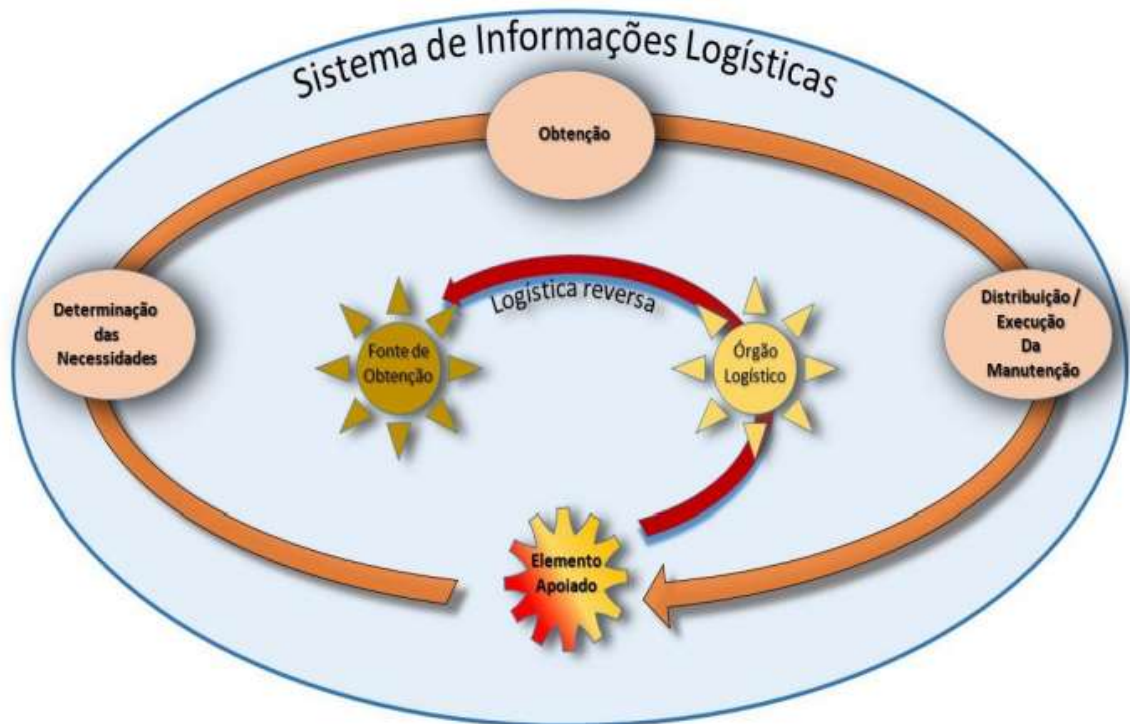 Sistema de Informações Logísticas
Obtenção
Determinação
das
Necessidades
Distribuição /
Execução
Da
Manutenção
Logística reversa
Fonte de
Obtenção
Órgão
Logístico
Elemento
Apoiado